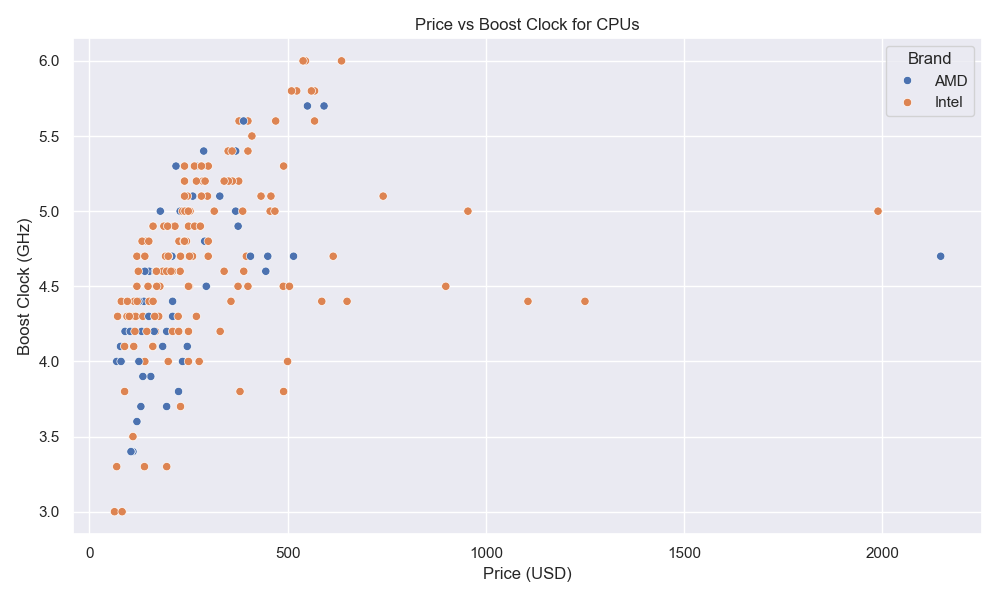 Price vs Boost Clock for CPUs
Brand
AMD
Intel
Boost Clock (GHz)
6.0
5.5
5.0
4.5
4.0
3.5
3.0
0 500 1000 1500 2000
Price (USD)